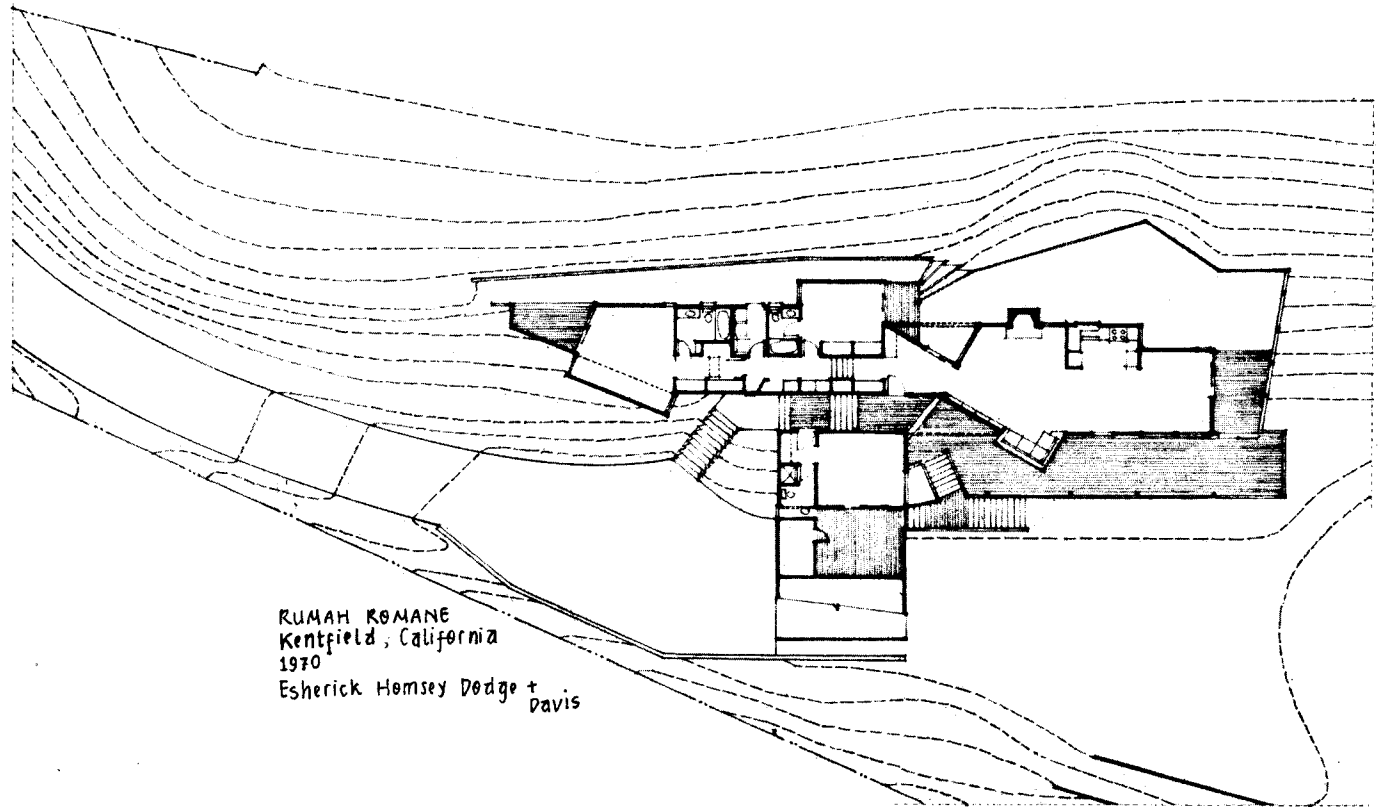 RUMAH ROMANE
Kentfield, California
1970
Esherick Homsey Dodge +
Davis